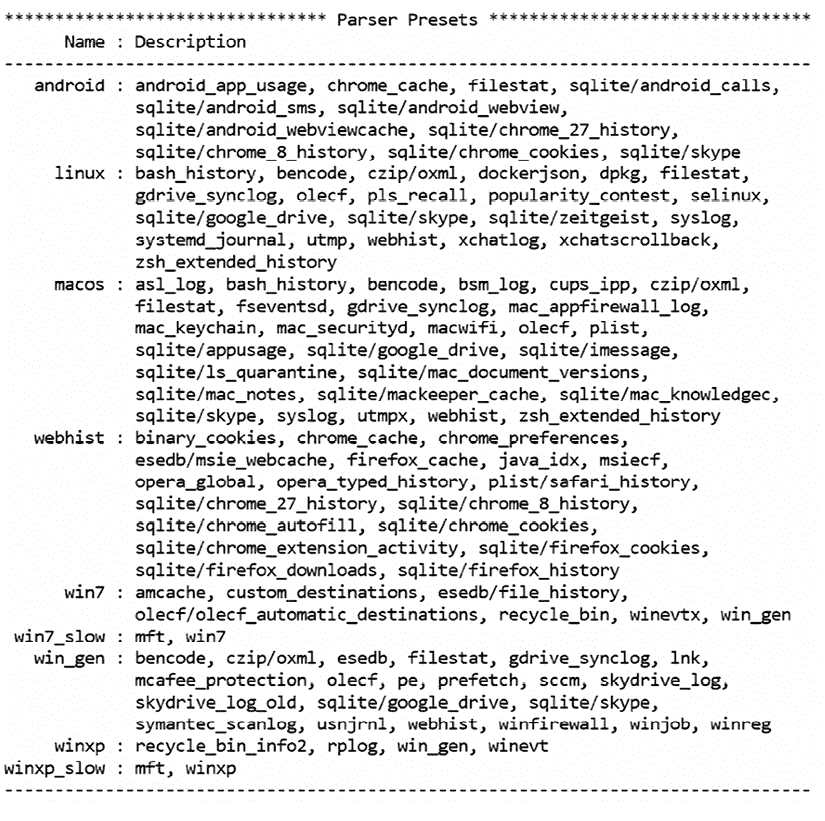 ******************************** Parser Presets ********************************
Name : Description
--------------------------------------------------------------------------------
android : android_app_usage, chrome_cache, filestat, sqlite/android_calls,
sqlite/android_sms, sqlite/android_webview,
sqlite/android_webviewcache, sqlite/chrome_27_history,
sqlite/chrome_8_history, sqlite/chrome_cookies, sqlite/skype
linux : bash_history, bencode, czip/oxml, dockerjson, dpkg, filestat,
gdrive_synclog, olecf, pls_recall, popularity_contest, selinux,
sqlite/google_drive, sqlite/skype, sqlite/zeitgeist, syslog,
systemd_journal, utmp, webhist, xchatlog, xchatscrollback,
zsh_extended_history
macos : asl_log, bash_history, bencode, bsm_log, cups_ipp, czip/oxml,
filestat, fseventsd, gdrive_synclog, mac_appfirewall_log,
mac_keychain, mac_securityd, macwifi, olecf, plist,
sqlite/appusage, sqlite/google_drive, sqlite/imessage,
sqlite/ls_quarantine, sqlite/mac_document_versions,
sqlite/mac_notes, sqlite/mackeeper_cache, sqlite/mac_knowledgec,
sqlite/skype, syslog, utmpx, webhist, zsh_extended_history
webhist : binary_cookies, chrome_cache, chrome_preferences,
esedb/msie_webcache, firefox_cache, java_idx, msiecf,
opera_global, opera_typed_history, plist/safari_history,
sqlite/chrome_27_history, sqlite/chrome_8_history,
sqlite/chrome_autofill, sqlite/chrome_cookies,
sqlite/chrome_extension_activity, sqlite/firefox_cookies,
sqlite/firefox_downloads, sqlite/firefox_history
win7 : amcache, custom_destinations, esedb/file_history,
olecf/olecf_automatic_destinations, recycle_bin, winevtx, win_gen
win7_slow : mft, win7
win_gen : bencode, czip/oxml, esedb, filestat, gdrive_synclog, lnk,
mcafee_protection, olecf, pe, prefetch, sccm, skydrive_log,
skydrive_log_old, sqlite/google_drive, sqlite/skype,
symantec_scanlog, usnjrnl, webhist, winfirewall, winjob, winreg
winxp : recycle_bin_info2, rplog, win_gen, winevt
winxp_slow : mft, winxp
--------------------------------------------------------------------------------